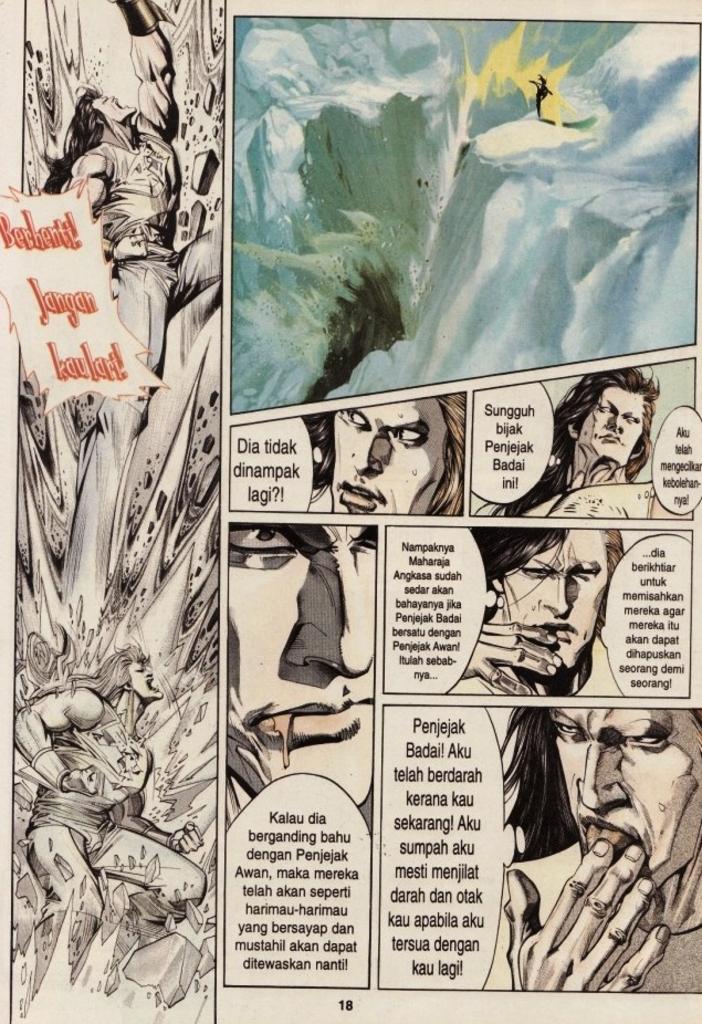 Berhenti!
Jangan
kau lari!
Dia tidak
dinampak
lagi?!
Sungguh
bijak
Penjejak
Badai
ini!
Aku
telah
mengecilkan
kebolehan-
nya!
Nampaknya
Maharaja
Angkasa sudah
sedar akan
bahayanya jika
Penjejak Badai
bersatu dengan
Penjejak Awan!
Itulah sebab-
nya...
...dia
berikhtiar
untuk
memisahkan
mereka agar
mereka itu
akan dapat
dihapuskan
seorang demi
seorang!
Kalau dia
berganding bahu
dengan Penjejak
Awan, maka mereka
telah akan seperti
harimau-harimau
yang bersayap dan
mustahil akan dapat
ditewaskan nanti!
Penjejak
Badai! Aku
telah berdarah
kerana kau
sekarang! Aku
sumpah aku
mesti menjilat
darah dan otak
kau apabila aku
tersua dengan
kau lagi!
18